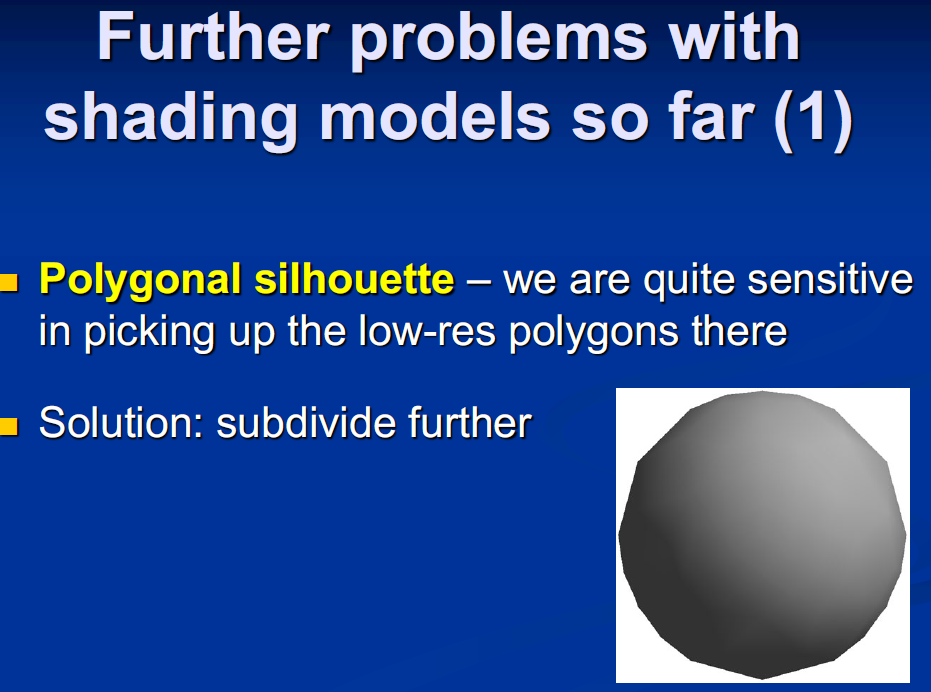 Further problems with
shading models so far (1)
Polygonal silhouette – we are quite sensitive
in picking up the low-res polygons there
Solution: subdivide further